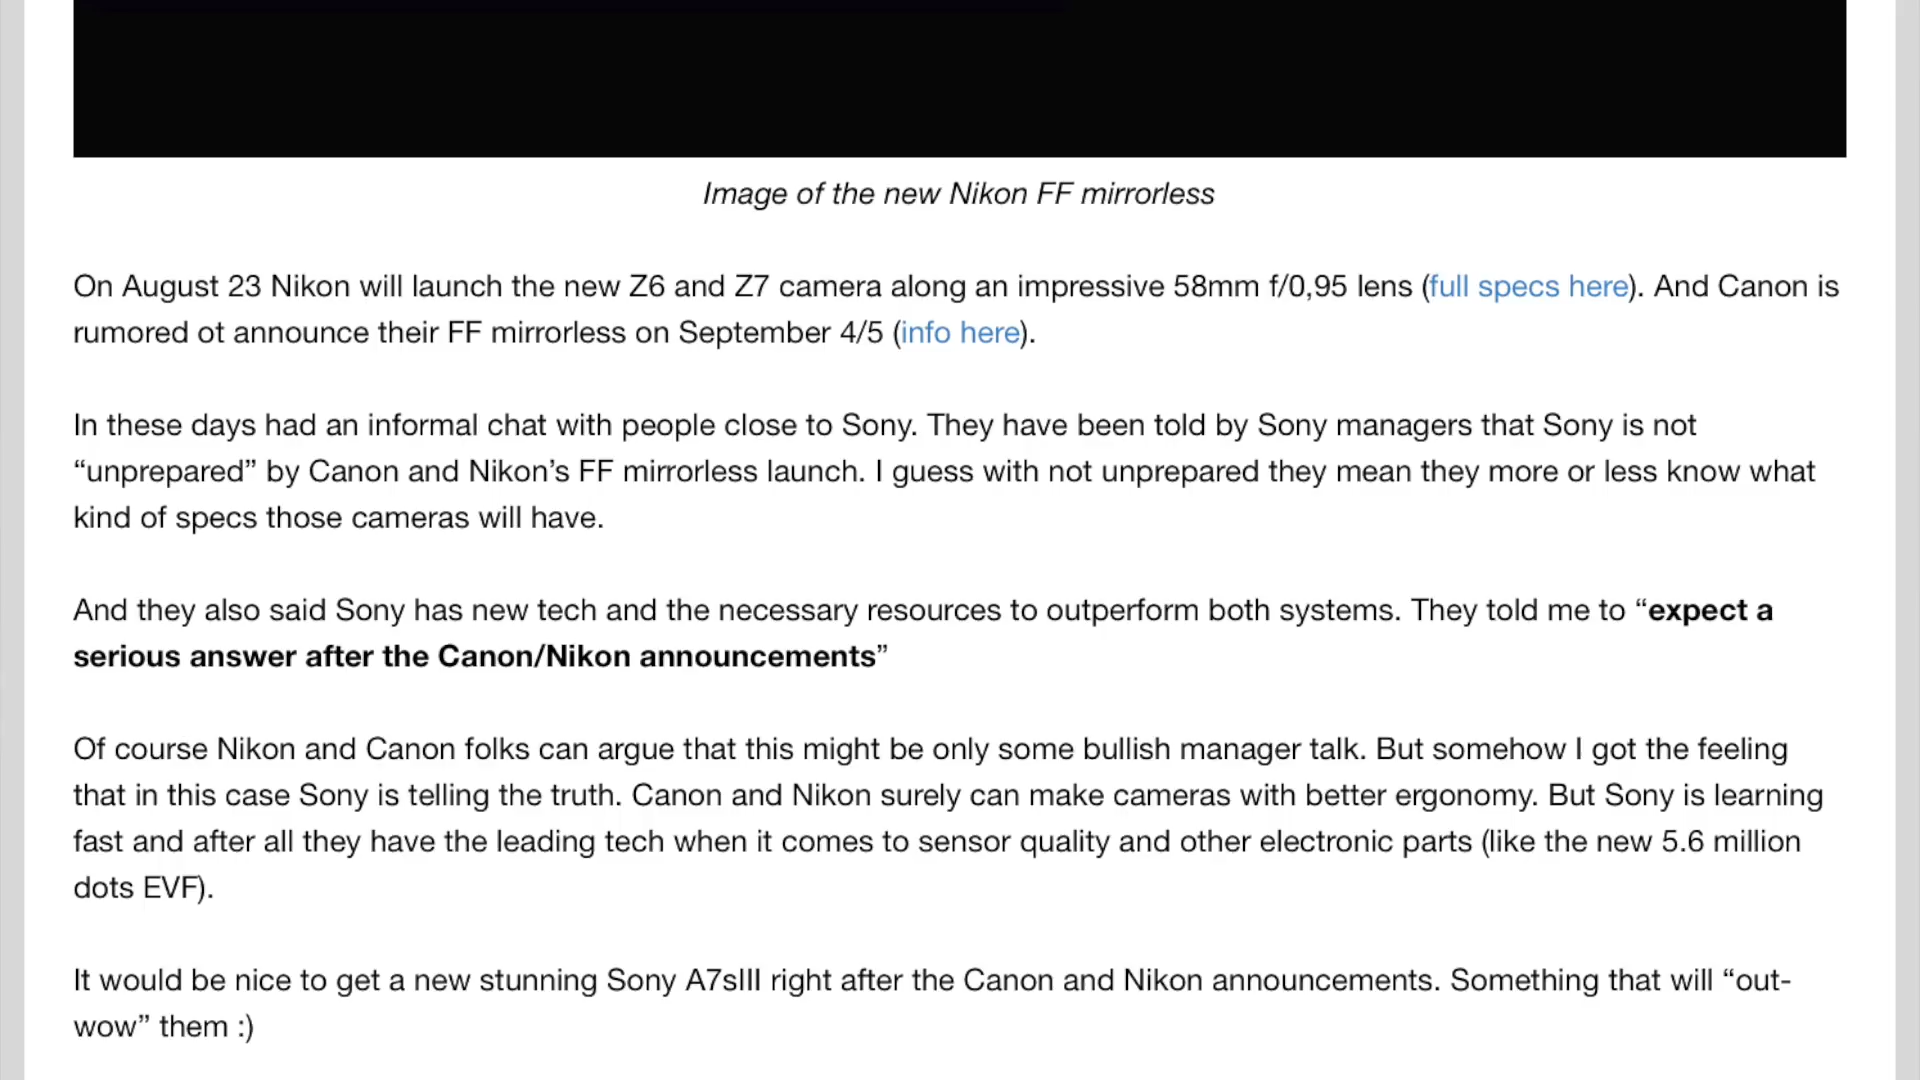 Image of the new Nikon FF mirrorless
On August 23 Nikon will launch the new Z6 and Z7 camera along an impressive 58mm f/0,95 lens (full specs here). And Canon is
rumored ot announce their FF mirrorless on September 4/5 (info here).
In these days had an informal chat with people close to Sony. They have been told by Sony managers that Sony is not
“unprepared” by Canon and Nikon’s FF mirrorless launch. I guess with not unprepared they mean they more or less know what
kind of specs those cameras will have.
And they also said Sony has new tech and the necessary resources to outperform both systems. They told me to “expect a
serious answer after the Canon/Nikon announcements”
Of course Nikon and Canon folks can argue that this might be only some bullish manager talk. But somehow I got the feeling
that in this case Sony is telling the truth. Canon and Nikon surely can make cameras with better ergonomy. But Sony is learning
fast and after all they have the leading tech when it comes to sensor quality and other electronic parts (like the new 5.6 million
dots EVF).
It would be nice to get a new stunning Sony A7sIII right after the Canon and Nikon announcements. Something that will “out-
wow” them :)